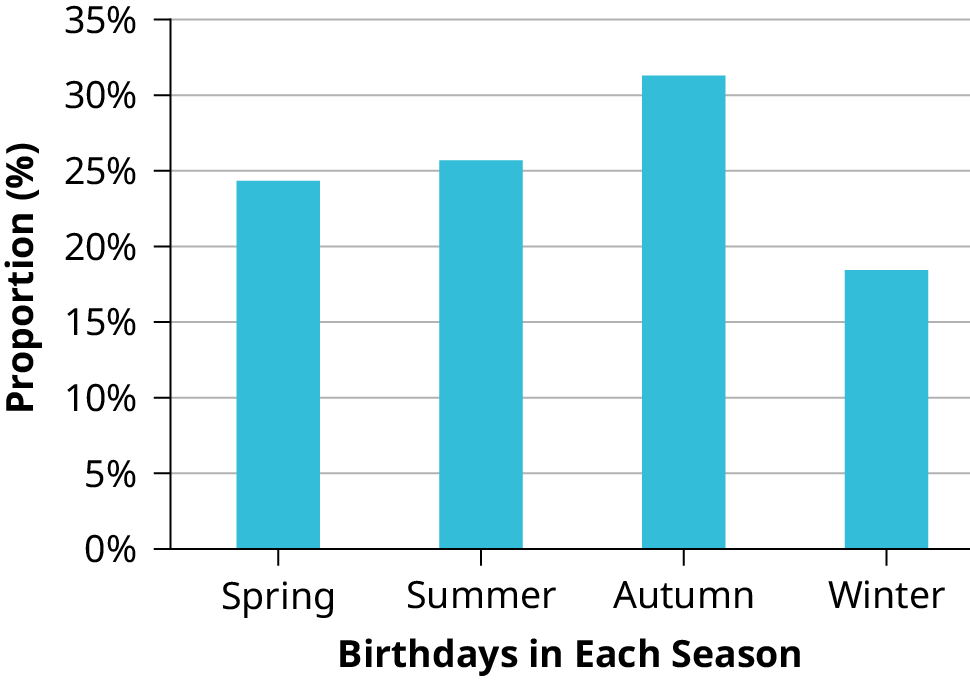 35%
30%
25%
20%
15%
10%
5%
0%
Proportion (%)
Spring Summer Autumn Winter
Birthdays in Each Season